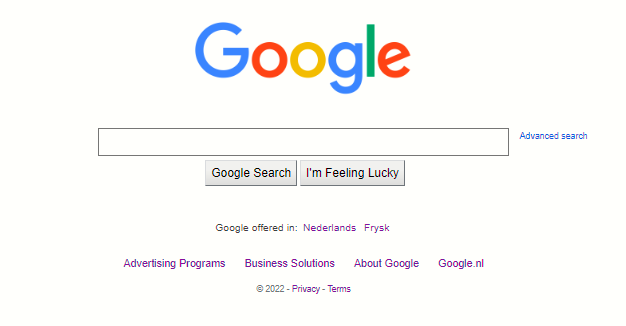 Google
Advanced search
Google Search I'm Feeling Lucky
Google offered in: Nederlands Frysk
Advertising Programs Business Solutions About Google Google.nl
© 2022 - Privacy - Terms